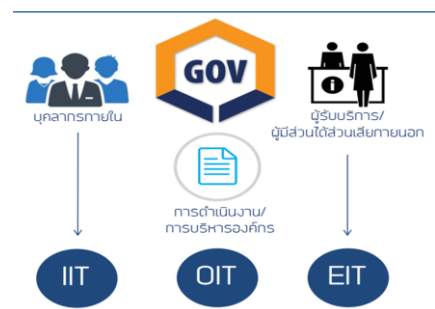 GOV
บุคลากรภายใน
ผู้รับบริการ/
ผู้มีส่วนได้ส่วนเสียภายนอก
การดำเนินงาน/
การบริหารองค์กร
IIT
OIT
EIT